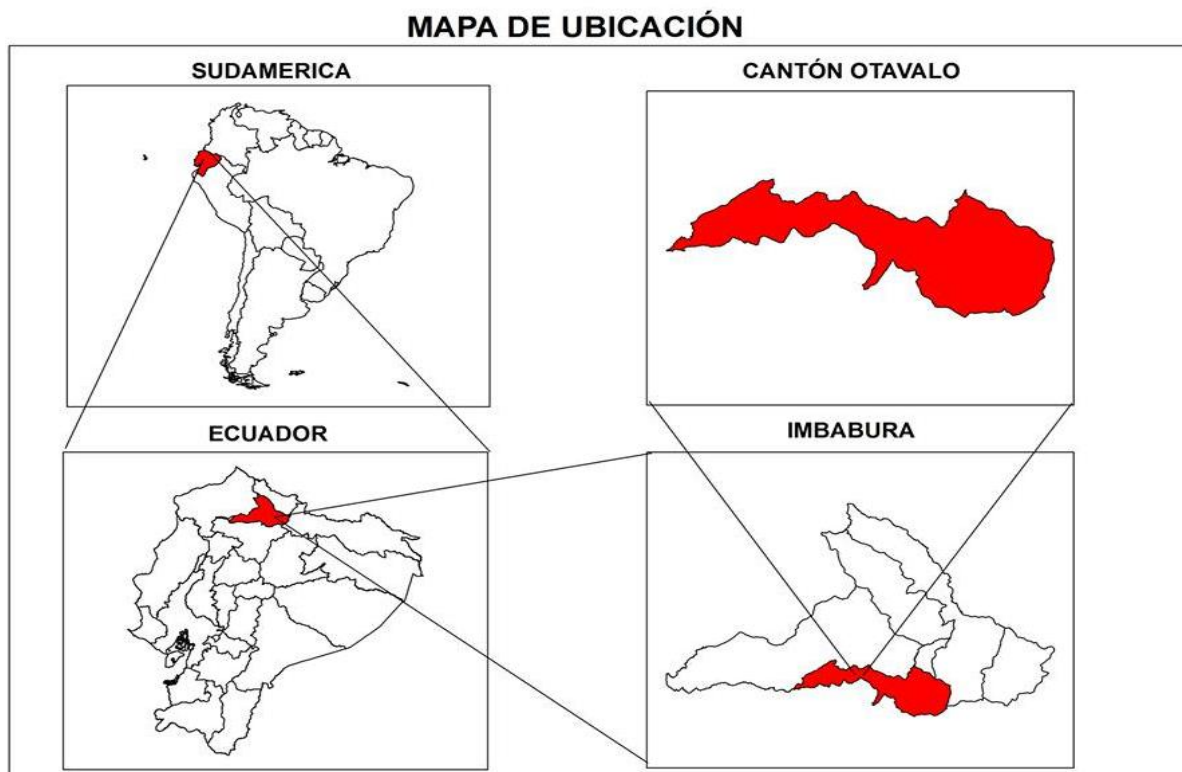 MAPA DE UBICACIÓN
SUDAMERICA
CANTÓN OTAVALO
ECUADOR
IMBABURA